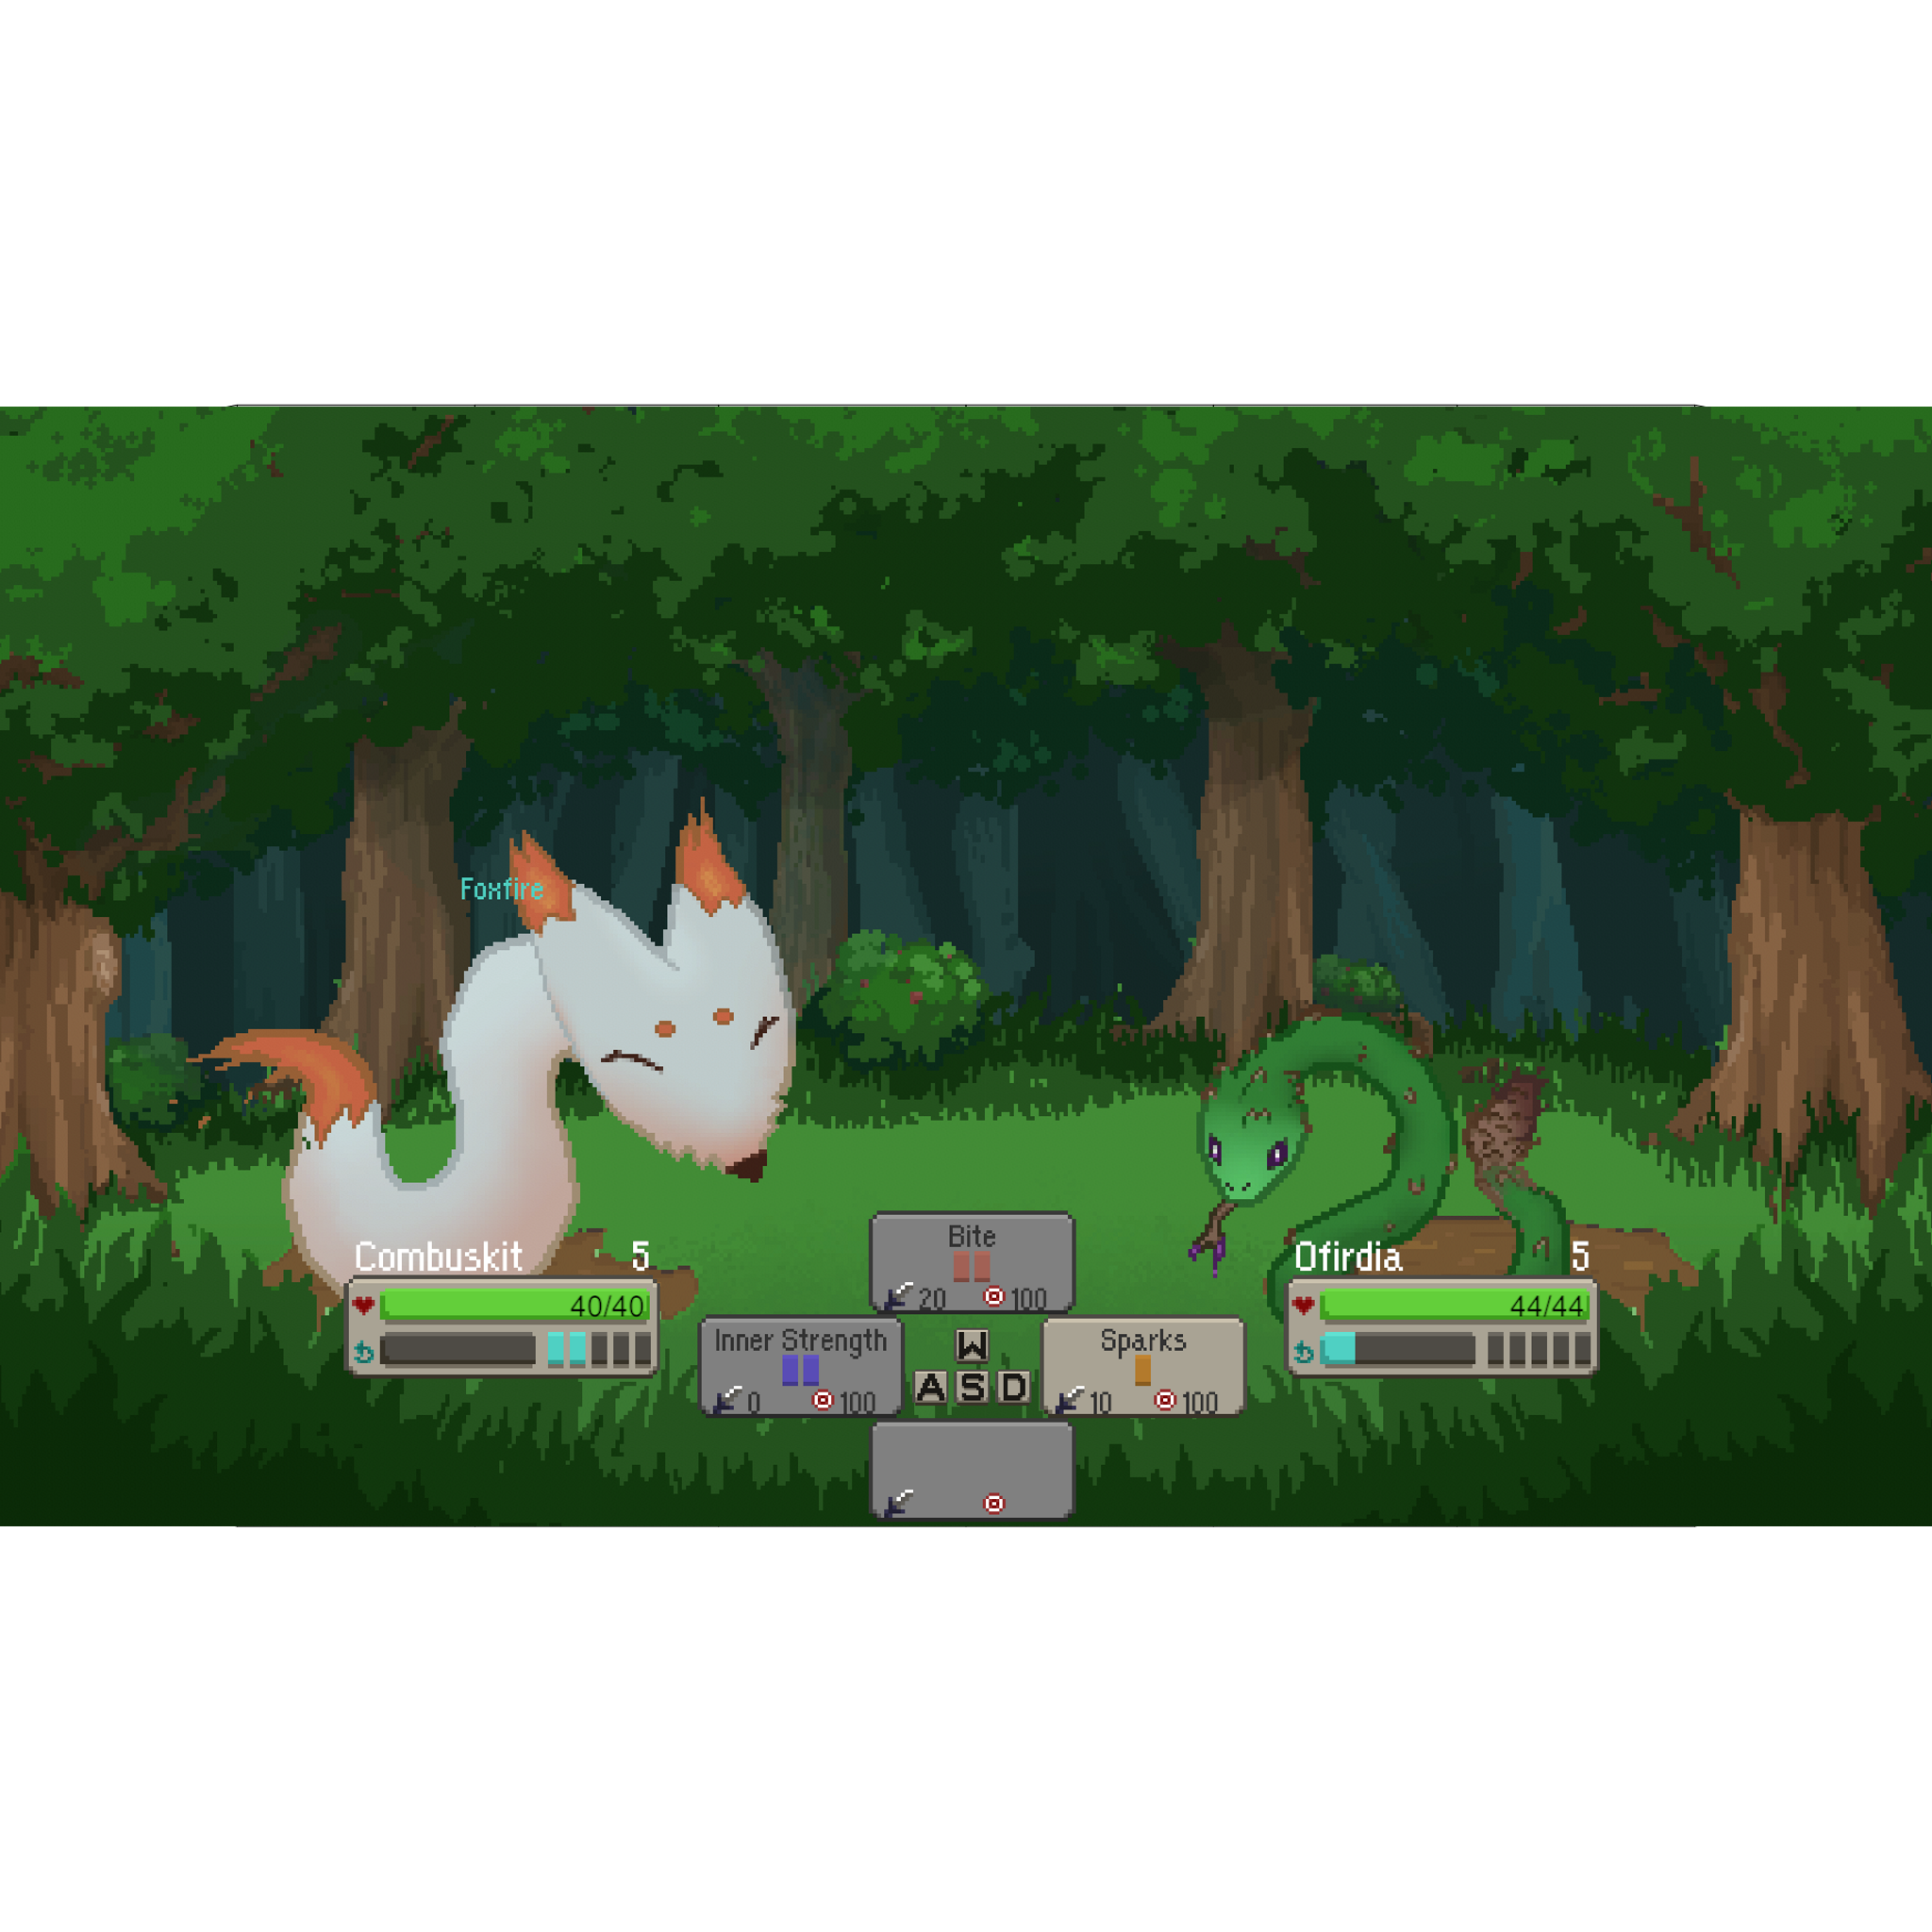 Foxfire
Combuskit 5
40/40
Bite
20 100
Inner Strength
0 100
W
A S D
Sparks
10 100
Ofirdia 5
44/44